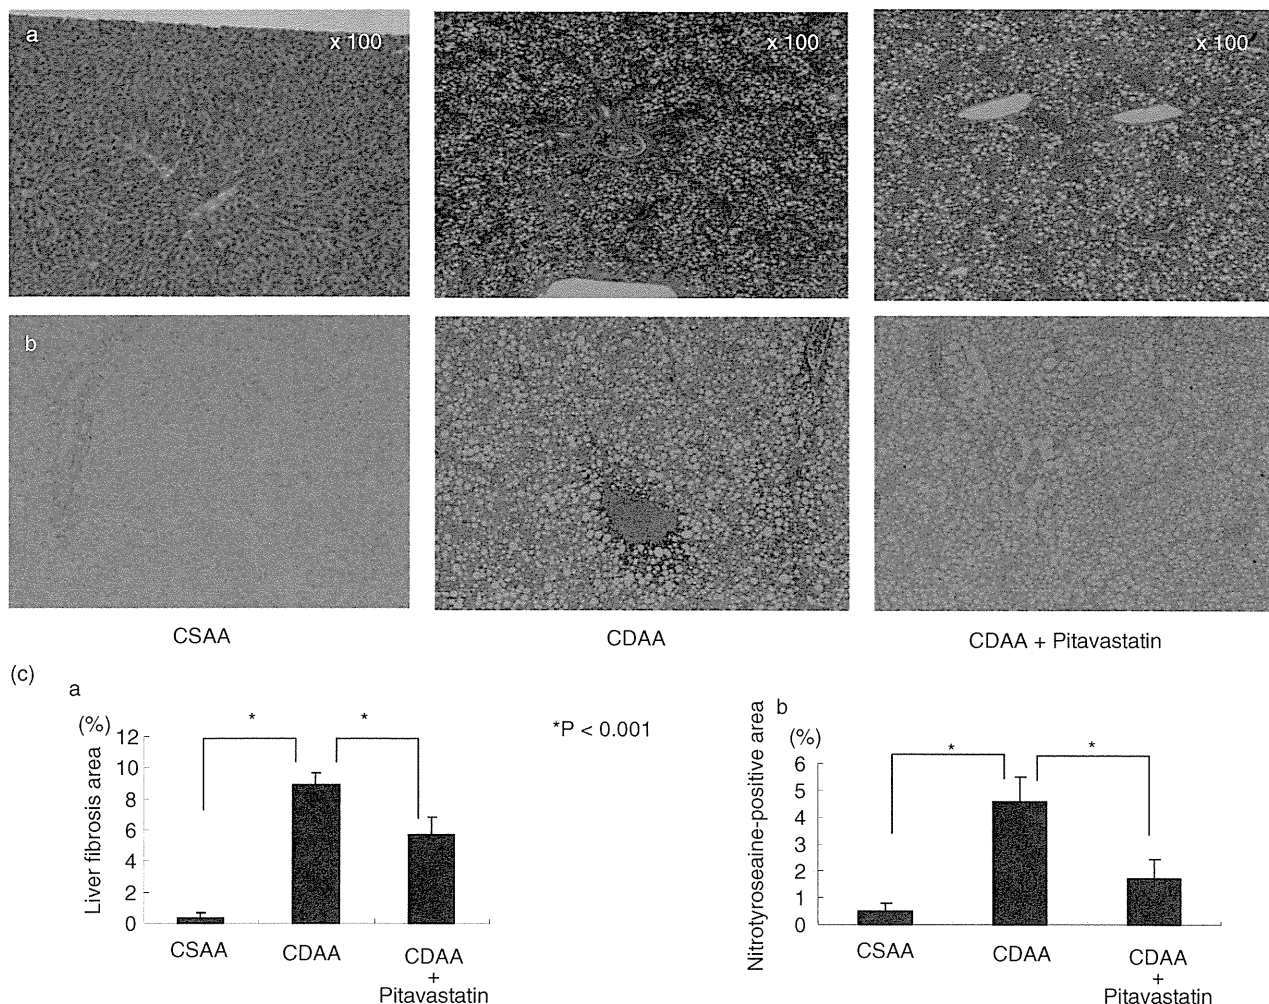 a
x 100
x 100
x 100
b
CSAA
CDAA
CDAA + Pitavastatin
(c)
a
(%)
Liver fibrosis area
12
10
8
6
4
2
0
*
*
CSAA
CDAA
CDAA
+
Pitavastatin
*P < 0.001
b
(%)
Nitrotyroseaine-positive area
6
5
4
3
2
1
0
*
*
CSAA
CDAA
CDAA
+
Pitavastatin